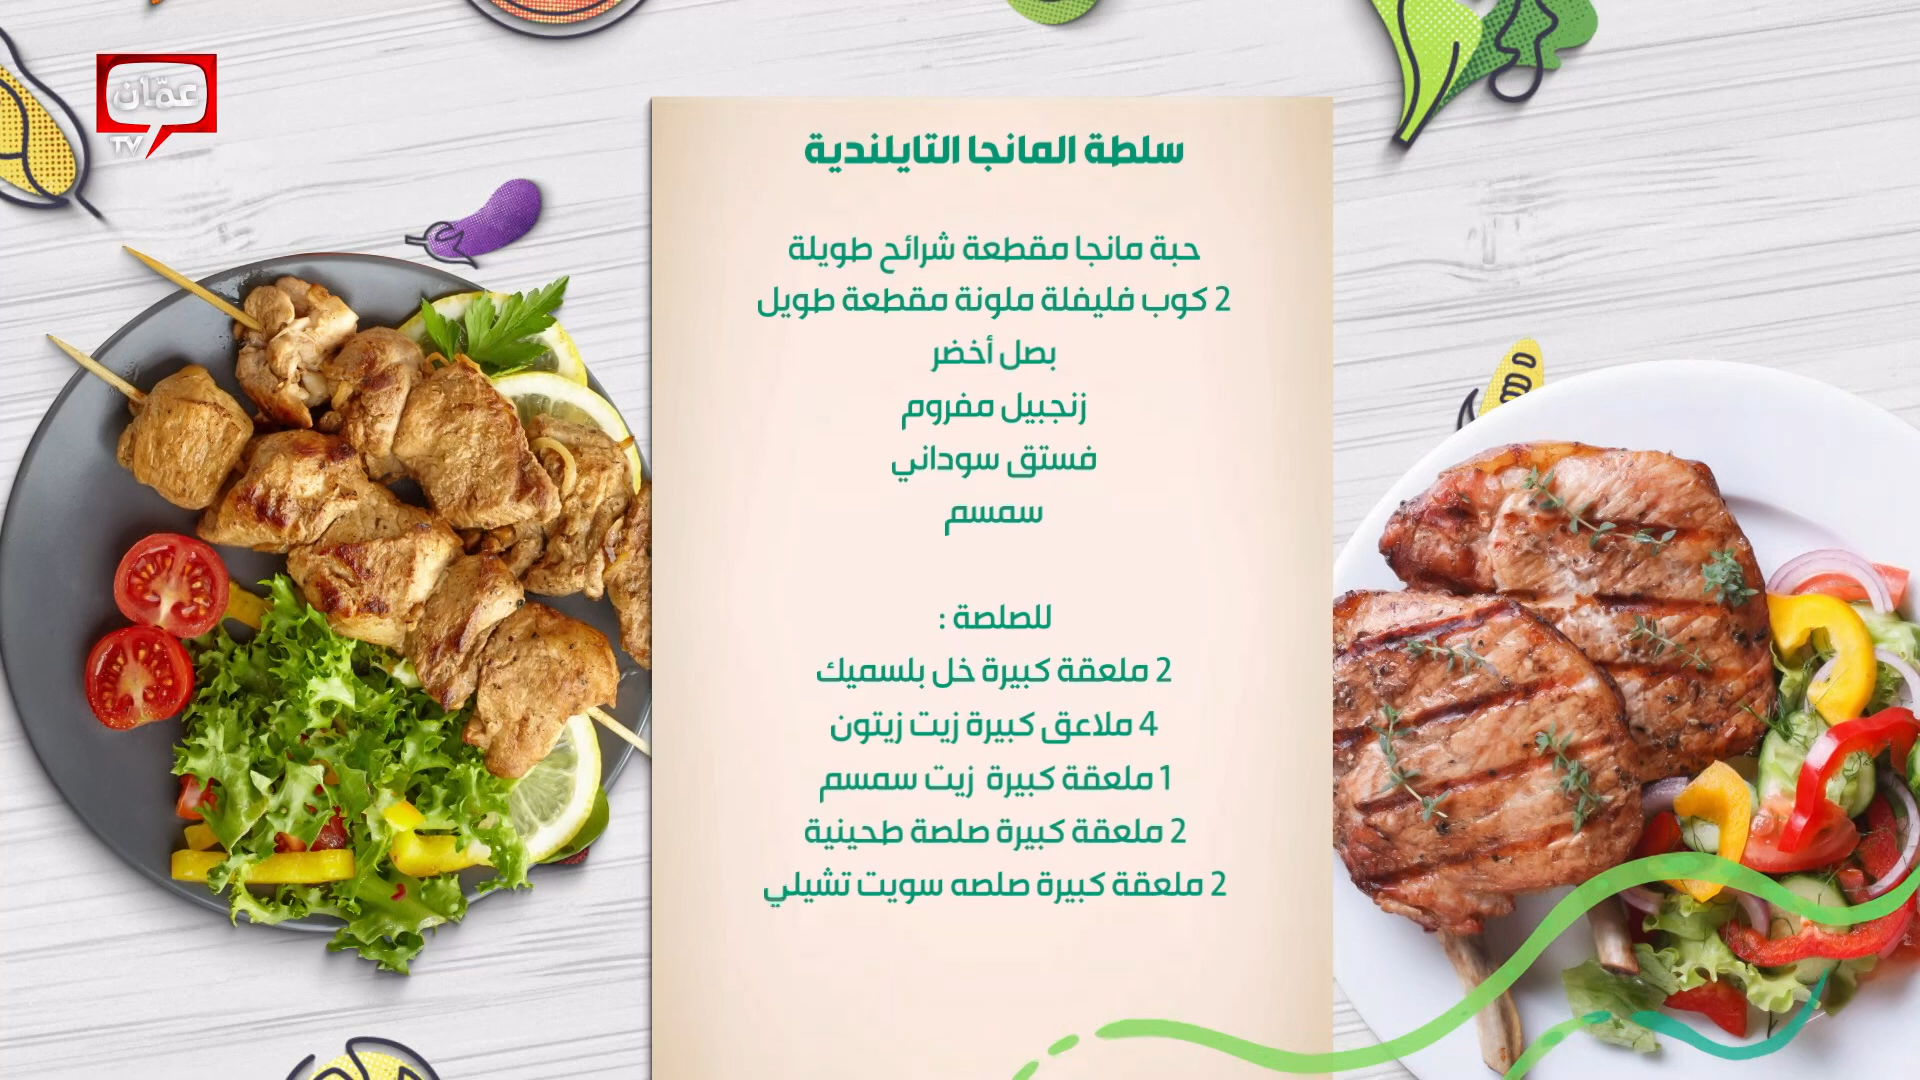 عمّان
TV
سلطة المانجا التايلندية
حبة مانجا مقطعة شرائح طويلة
2 كوب فليفلة ملونة مقطعة طويل
بصل أخضر
زنجبيل مفروم
فستق سوداني
سمسم
للصلصة :
2 ملعقة كبيرة خل بلسميك
4 ملاعق كبيرة زيت زيتون
1 ملعقة كبيرة زيت سمسم
2 ملعقة كبيرة صلصة طحينية
2 ملعقة كبيرة صلصه سويت تشيلي